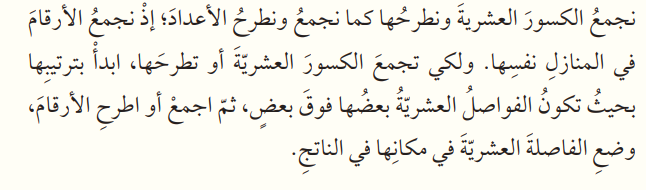 نجمعُ الكسورَ العشريةَ ونطرحُها كما نجمعُ ونطرحُ الأعدادَ؛ إذْ نجمعُ الأرقامَ
في المنازلِ نفسِها. ولكي تجمعَ الكسورَ العشريّةَ أو تطرحَها، ابدأْ بترتيبِها
بحيثُ تكونُ الفواصلُ العشريّةُ بعضُها فوقَ بعضٍ، ثمّ اجمعْ أو اطرحِ الأرقامَ،
وضعِ الفاصلةَ العشريّةَ في مكانِها في الناتجِ.